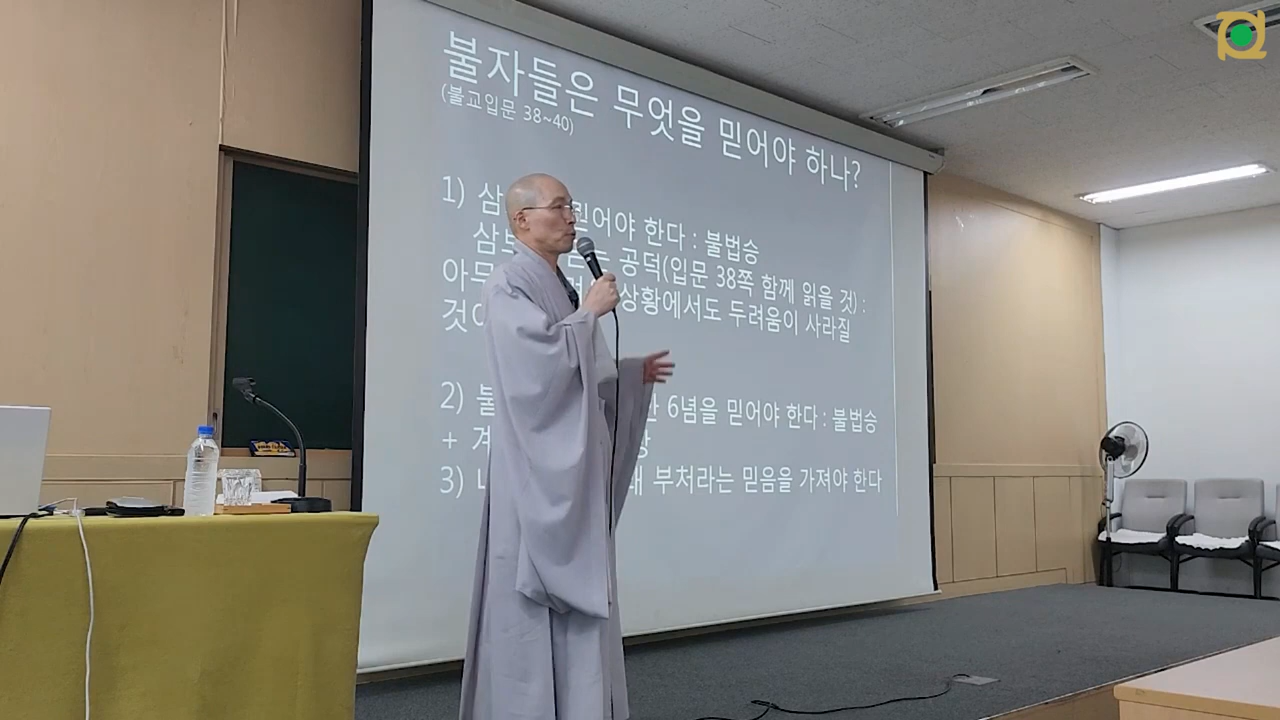 불자들은 무엇을 믿어야 하나?
(불교입문 38~40)
1) 삼 믿어야 한다 : 불법승
삼보 는 공덕(입문 38쪽 함께 읽을 것) :
아무 상황에서도 두려움이 사라질
것이
2) 6념을 믿어야 한다 : 불법승
+ 계
3) 부처라는 믿음을 가져야 한다